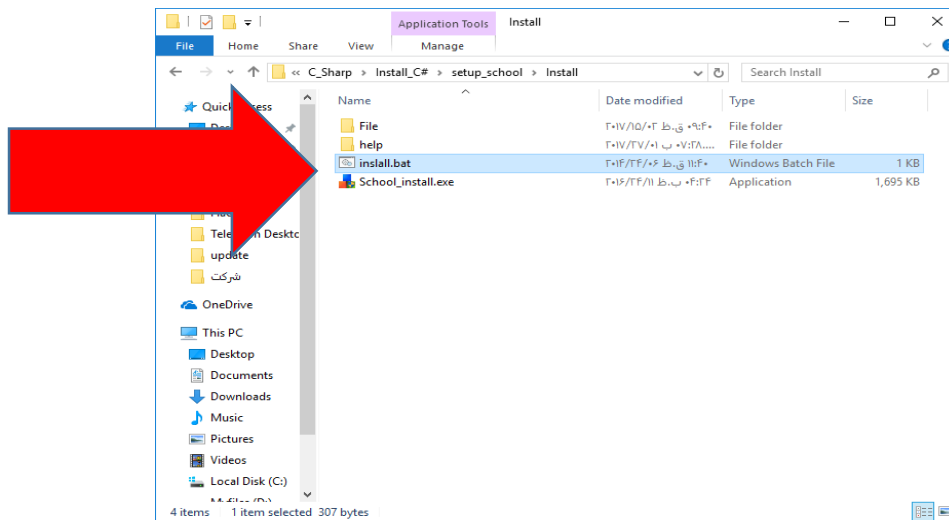 Application Tools Install
File Home Share View Manage
« C_Sharp › Install_C# › setup_school › Install Search Install
Name Date modified Type Size
File ۲۰۱۷/۱۵/۰۲ ق.ظ ۰۹:۴۰ File folder
help File folder
inslall.bat ۲۰۱۴/۲۴/۰۶ ق.ظ ۱۱:۴۰ Windows Batch File 1 KB
School_install.exe ۲۰۱۶/۲۴/۱۱ ب.ظ ۰۴:۲۴ Application 1,695 KB
update
شرکت
OneDrive
This PC
Desktop
Documents
Downloads
Music
Pictures
Videos
Local Disk (C:)
4 items 1 item selected 307 bytes